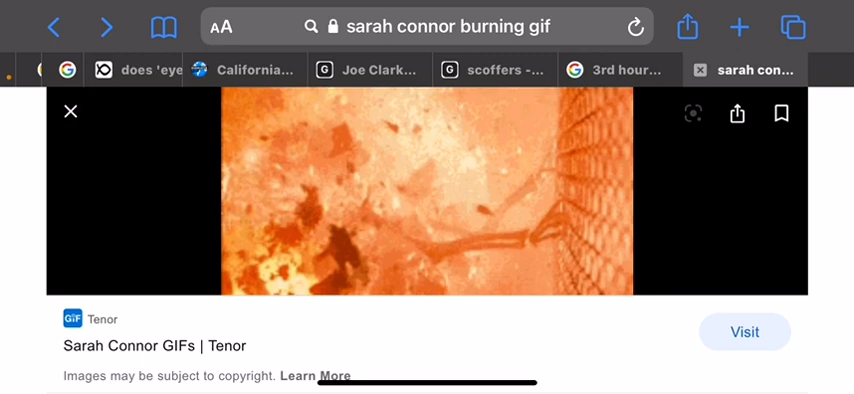 AA
sarah connor burning gif
does 'eye
California...
Joe Clark...
scoffers -...
3rd hour...
sarah con...
GIF Tenor
Visit
Sarah Connor GIFs | Tenor
Images may be subject to copyright. Learn More